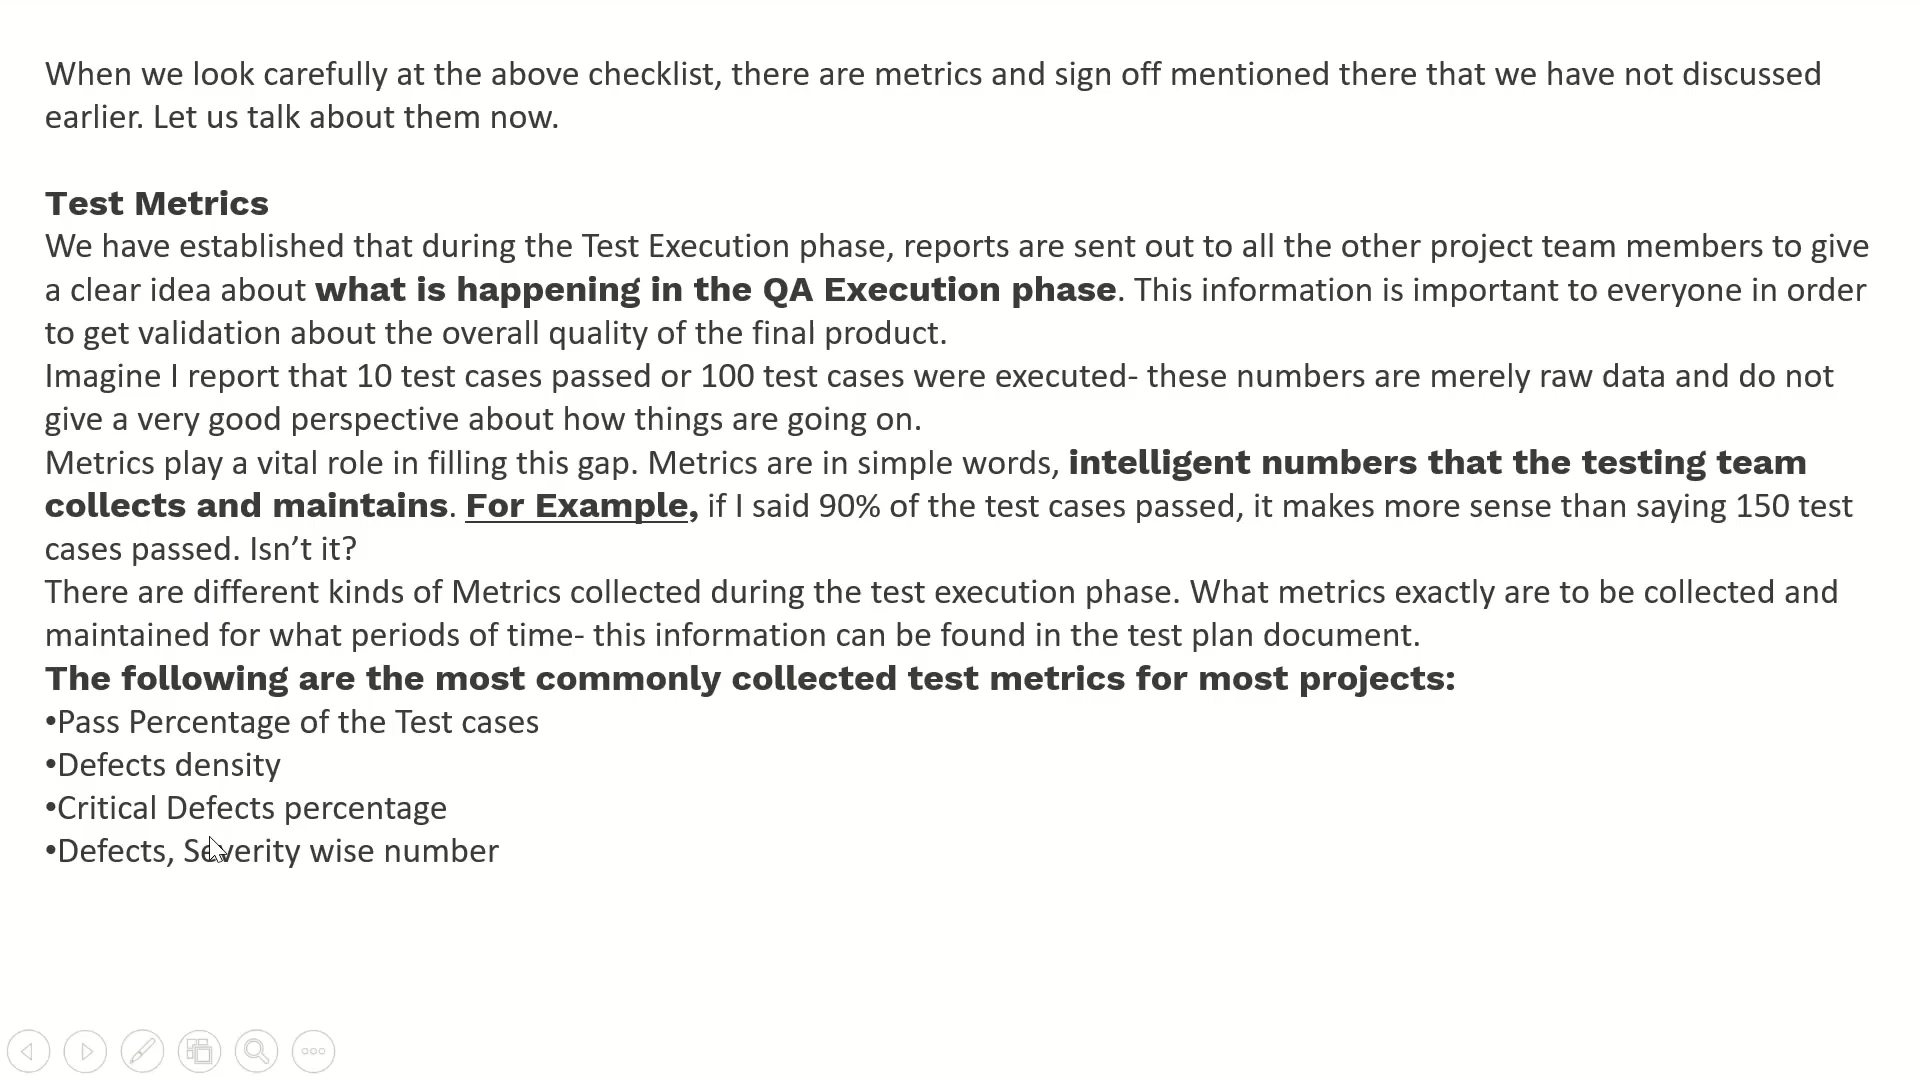 When we look carefully at the above checklist, there are metrics and sign off mentioned there that we have not discussed
earlier. Let us talk about them now.
Test Metrics
We have established that during the Test Execution phase, reports are sent out to all the other project team members to give
a clear idea about what is happening in the QA Execution phase. This information is important to everyone in order
to get validation about the overall quality of the final product.
Imagine I report that 10 test cases passed or 100 test cases were executed- these numbers are merely raw data and do not
give a very good perspective about how things are going on.
Metrics play a vital role in filling this gap. Metrics are in simple words, intelligent numbers that the testing team
collects and maintains. For Example, if I said 90% of the test cases passed, it makes more sense than saying 150 test
cases passed. Isn’t it?
There are different kinds of Metrics collected during the test execution phase. What metrics exactly are to be collected and
maintained for what periods of time- this information can be found in the test plan document.
The following are the most commonly collected test metrics for most projects:
•Pass Percentage of the Test cases
•Defects density
•Critical Defects percentage
•Defects, Severity wise number